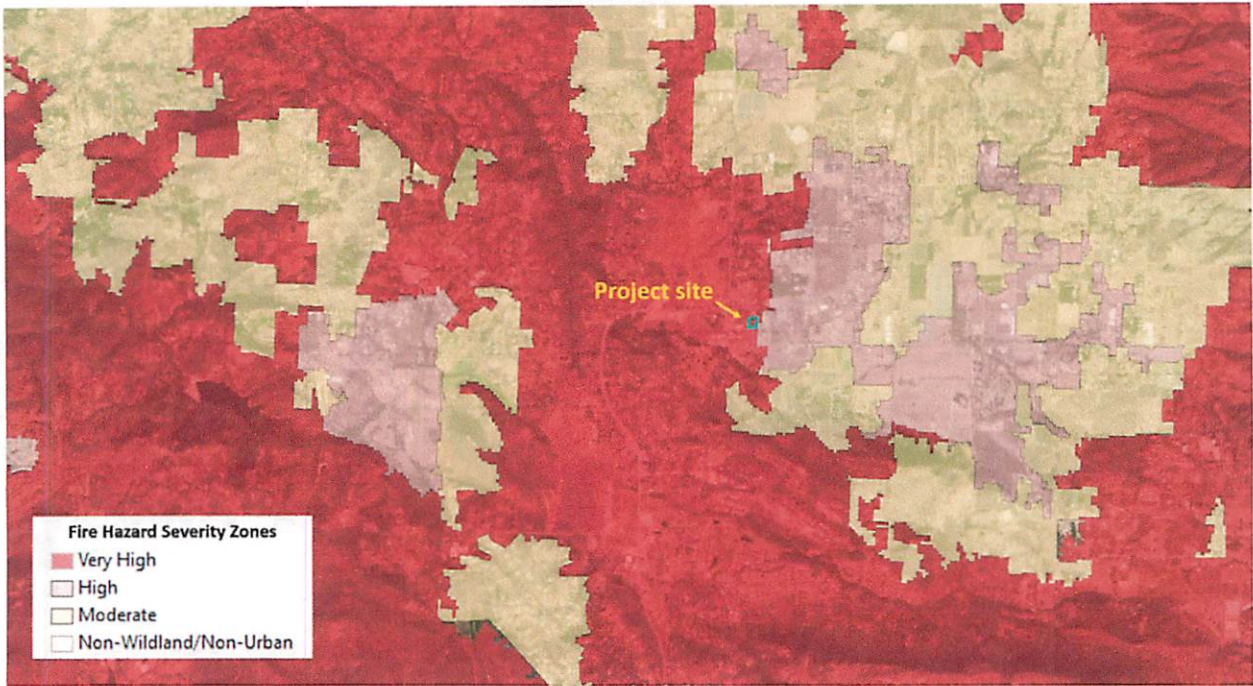 Project site
Fire Hazard Severity Zones
Very High
High
Moderate
Non-Wildland/Non-Urban